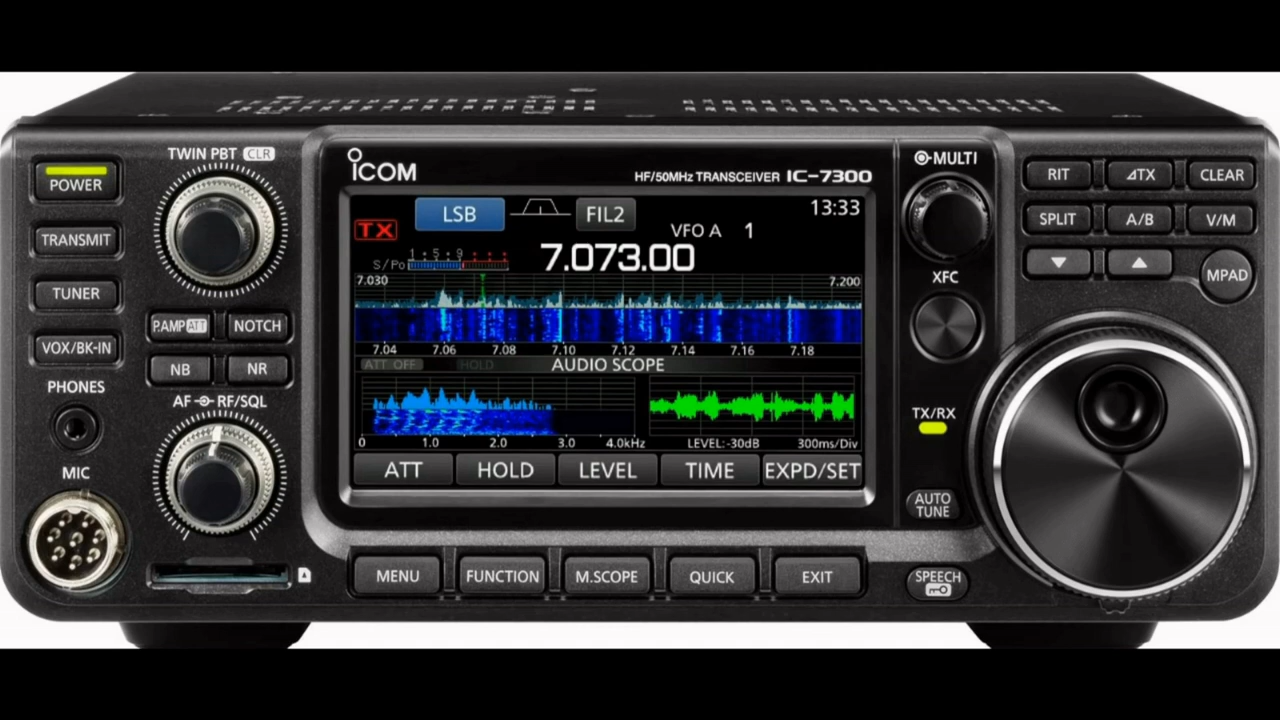 TWIN PBT CLR
POWER
TRANSMIT
TUNER
VOX/BK-IN
P.AMP ATT
NOTCH
NB
NR
PHONES
AF RF/SQL
MIC
ICOM
HF/50MHz TRANSCEIVER IC-7300
LSB
FIL2
13:33
TX
VFO A 1
S/Po 1 5 9
7.073.00
7.030
7.200
7.04 7.06 7.08 7.10 7.12 7.14 7.16 7.18
ATT OFF
HOLD
AUDIO SCOPE
0 1.0 2.0 3.0 4.0kHz
LEVEL:-30dB
300ms/Div
ATT
HOLD
LEVEL
TIME
EXPD/SET
MENU
FUNCTION
M.SCOPE
QUICK
EXIT
MULTI
XFC
TX/RX
AUTO
TUNE
SPEECH
RIT
⊿TX
CLEAR
SPLIT
A/B
V/M
MPAD